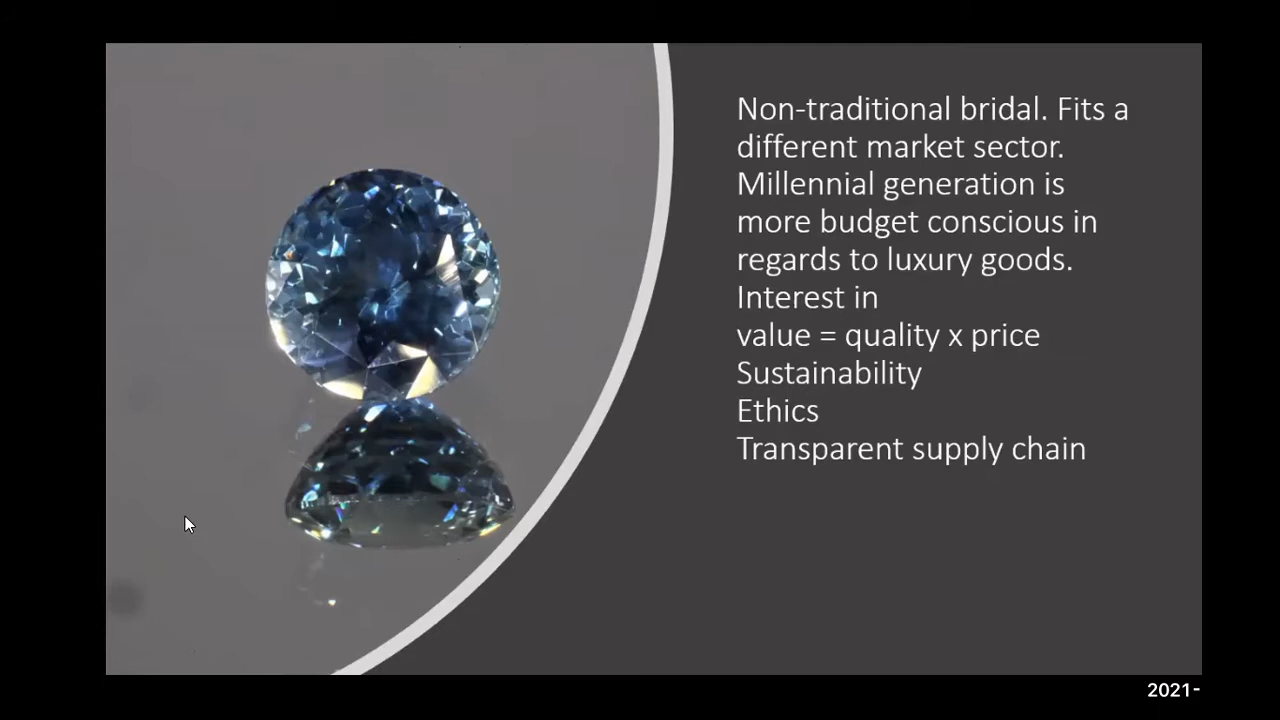 Non-traditional bridal. Fits a
different market sector.
Millennial generation is
more budget conscious in
regards to luxury goods.
Interest in
value = quality x price
Sustainability
Ethics
Transparent supply chain
2021-